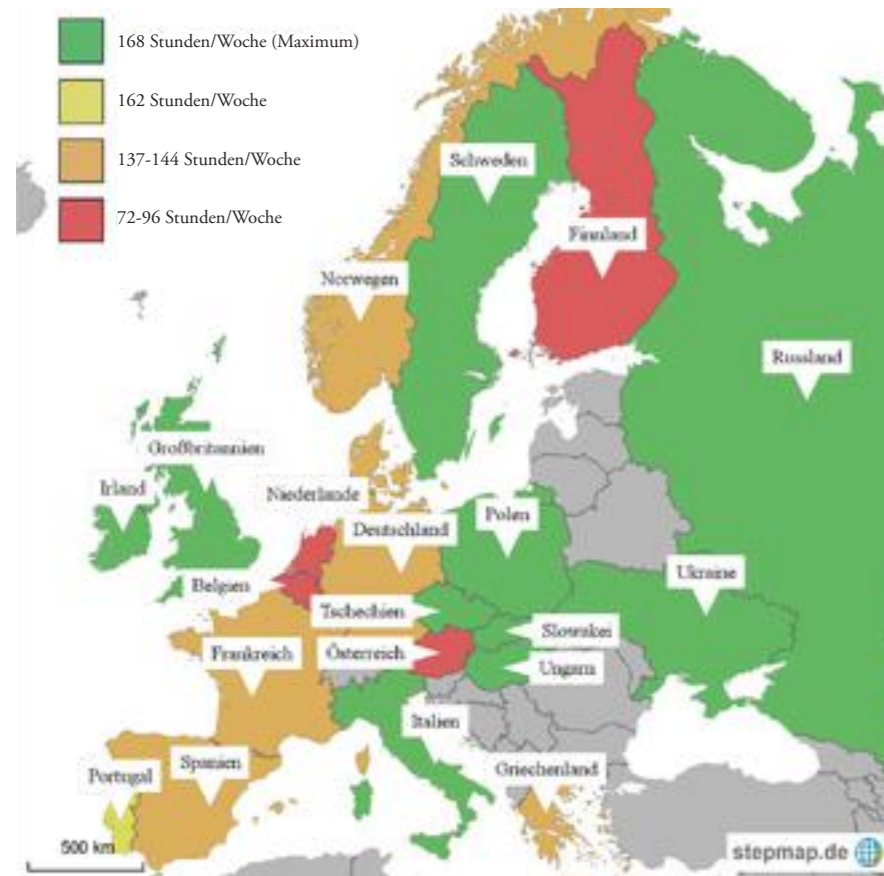 168 Stunden/Woche (Maximum)
162 Stunden/Woche
137-144 Stunden/Woche
72-96 Stunden/Woche
Schweden
Finnland
Norwegen
Russland
Großbritannien
Irland
Niederlande
Polen
Deutschland
Ukraine
Belgien
Tschechien
Slowakei
Frankreich
Österreich
Ungarn
Italien
Portugal
Spanien
Griechenland
500 km
stepmap.de